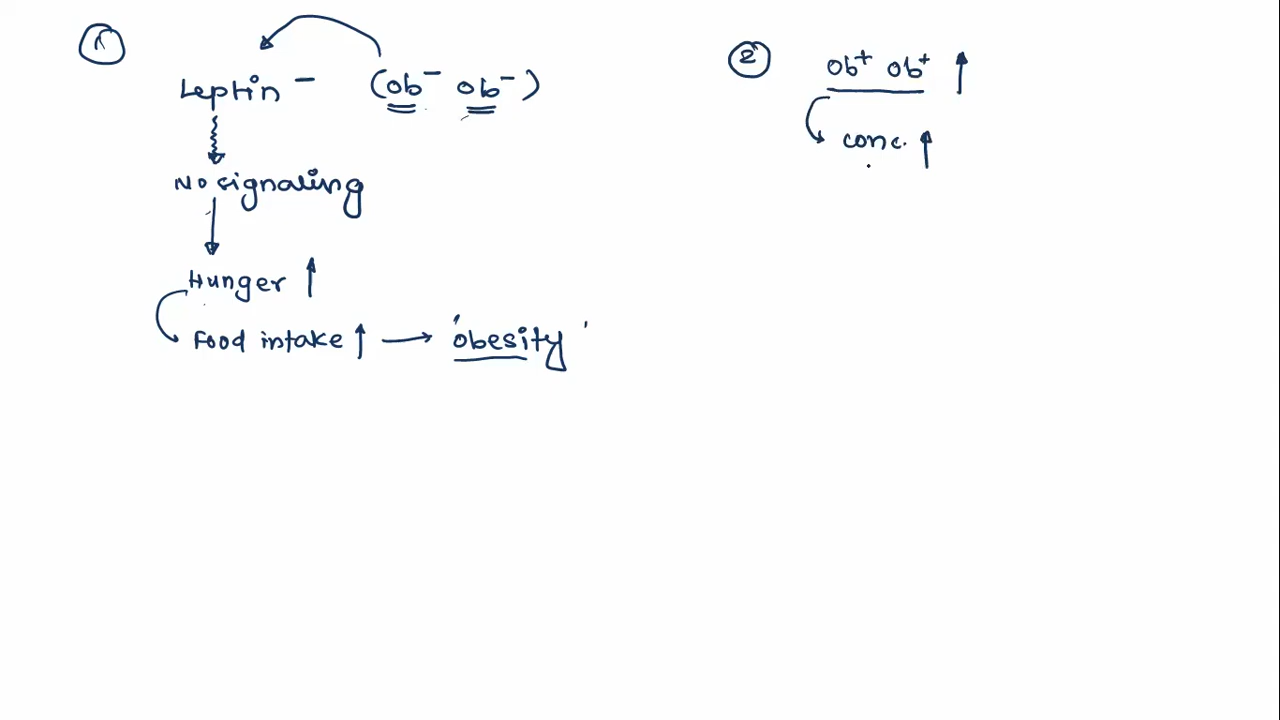 1
Leptin − (ob⁻ ob⁻)
No signaling
Hunger ↑
Food intake ↑ → 'obesity'
2 ob⁺ ob⁺ ↑
conc. ↑